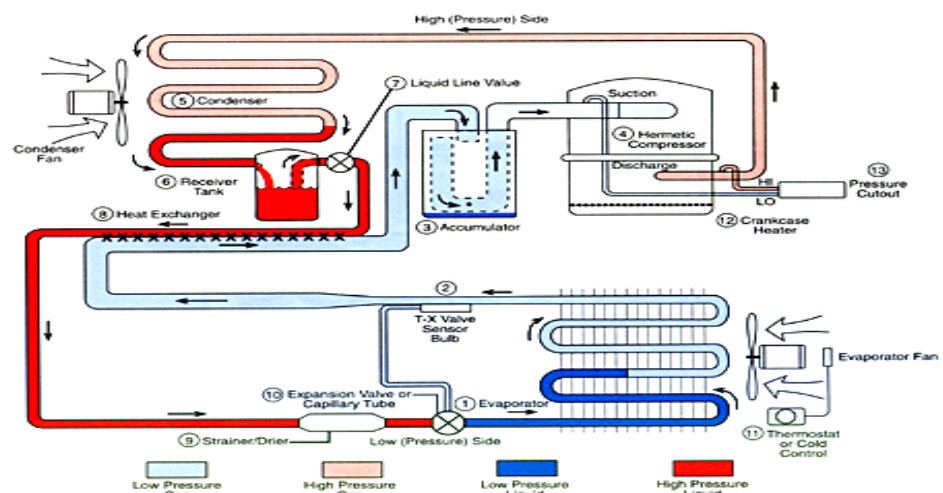 High (Pressure) Side
7 Liquid Line Value
5 Condenser
Suction
4 Hermetic
Compressor
Condenser
Fan
Discharge
6 Receiver
Tank
HI
LO
13
Pressure
Cutout
8 Heat Exchanger
3 Accumulator
12 Crankcase
Heater
2
T-X Valve
Sensor
Bulb
Evaporator Fan
10 Expansion Valve or
Capillary Tube
1 Evaporator
9 Strainer/Drier
Low (Pressure) Side
11 Thermostat
or Cold
Control
Low Pressure
High Pressure
Low Pressure
High Pressure